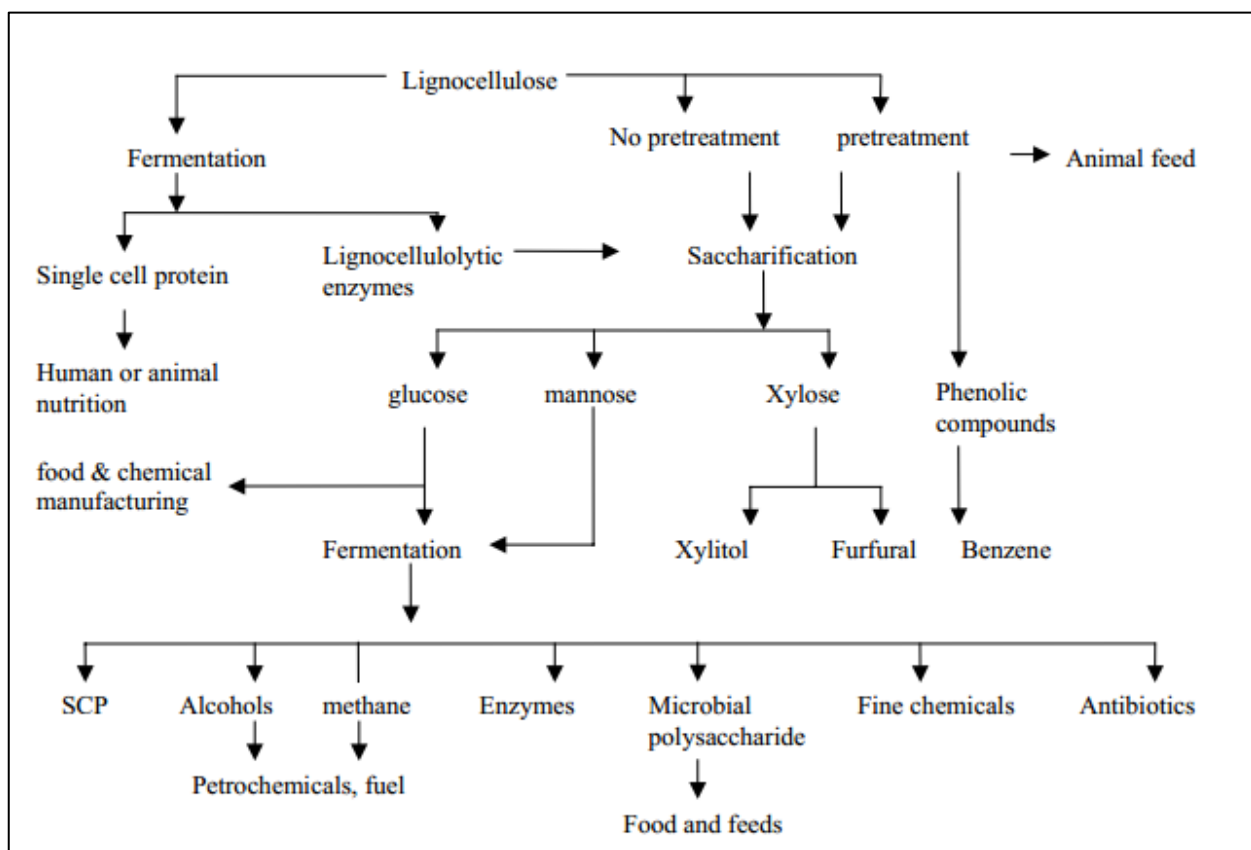 Lignocellulose
No pretreatment
pretreatment
Fermentation
Animal feed
Single cell protein
Lignocellulolytic
enzymes
Saccharification
Human or animal
nutrition
glucose
mannose
Xylose
Phenolic
compounds
food & chemical
manufacturing
Fermentation
Xylitol
Furfural
Benzene
SCP
Alcohols
methane
Enzymes
Microbial
polysaccharide
Fine chemicals
Antibiotics
Petrochemicals, fuel
Food and feeds